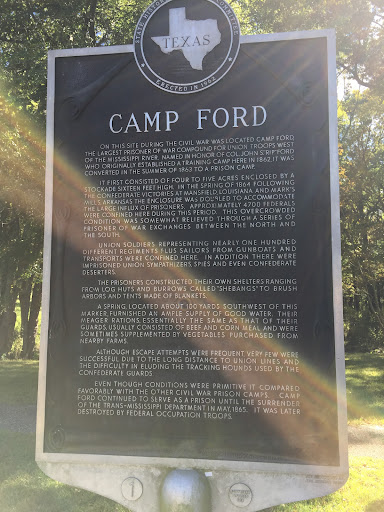 STATE HISTORICAL SURVEY COMMITTEE
TEXAS
ERECTED IN 1962
CAMP FORD
ON THIS SITE DURING THE CIVIL WAR WAS LOCATED CAMP FORD
THE LARGEST PRISONER OF WAR COMPOUND FOR UNION TROOPS WEST
OF THE MISSISSIPPI RIVER. NAMED IN HONOR OF COL. JOHN S. "RIP" FORD
WHO ORIGINALLY ESTABLISHED A TRAINING CAMP HERE IN 1862, IT WAS
CONVERTED IN THE SUMMER OF 1863 TO A PRISON CAMP.
IT FIRST CONSISTED OF FOUR TO FIVE ACRES ENCLOSED BY A
STOCKADE SIXTEEN FEET HIGH. IN THE SPRING OF 1864 FOLLOWING
THE CONFEDERATE VICTORIES AT MANSFIELD, LOUISIANA AND MARK'S
MILLS, ARKANSAS THE ENCLOSURE WAS DOUBLED TO ACCOMMODATE
THE LARGE INFLUX OF PRISONERS. APPROXIMATELY 4700 FEDERALS
WERE CONFINED HERE DURING THIS PERIOD. THIS OVERCROWDED
CONDITION WAS SOMEWHAT RELIEVED THROUGH A SERIES OF
PRISONER OF WAR EXCHANGES BETWEEN THE NORTH AND
THE SOUTH.
UNION SOLDIERS REPRESENTING NEARLY ONE HUNDRED
DIFFERENT REGIMENTS PLUS SAILORS FROM GUNBOATS AND
TRANSPORTS WERE CONFINED HERE. IN ADDITION THERE WERE
IMPRISONED UNION SYMPATHIZERS, SPIES AND EVEN CONFEDERATE
DESERTERS.
THE PRISONERS CONSTRUCTED THEIR OWN SHELTERS RANGING
FROM LOG HUTS AND BURROWS CALLED "SHEBANGS" TO BRUSH
ARBORS AND TENTS MADE OF BLANKETS.
A SPRING LOCATED ABOUT 100 YARDS SOUTHWEST OF THIS
MARKER FURNISHED AN AMPLE SUPPLY OF GOOD WATER. THEIR
MEAGER RATIONS, ESSENTIALLY THE SAME AS THAT OF THEIR
GUARDS, USUALLY CONSISTED OF BEEF AND CORN MEAL AND WERE
SOMETIMES SUPPLEMENTED BY VEGETABLES PURCHASED FROM
NEARBY FARMS.
ALTHOUGH ESCAPE ATTEMPTS WERE FREQUENT VERY FEW WERE
SUCCESSFUL DUE TO THE LONG DISTANCE TO UNION LINES AND
THE DIFFICULTY IN ELUDING THE TRACKING HOUNDS USED BY THE
CONFEDERATE GUARDS.
EVEN THOUGH CONDITIONS WERE PRIMITIVE IT COMPARED
FAVORABLY WITH THE OTHER CIVIL WAR PRISON CAMPS. CAMP
FORD CONTINUED TO SERVE AS A PRISON UNTIL THE SURRENDER
OF THE TRANS-MISSISSIPPI DEPARTMENT IN MAY, 1865. IT WAS LATER
DESTROYED BY FEDERAL OCCUPATION TROOPS.